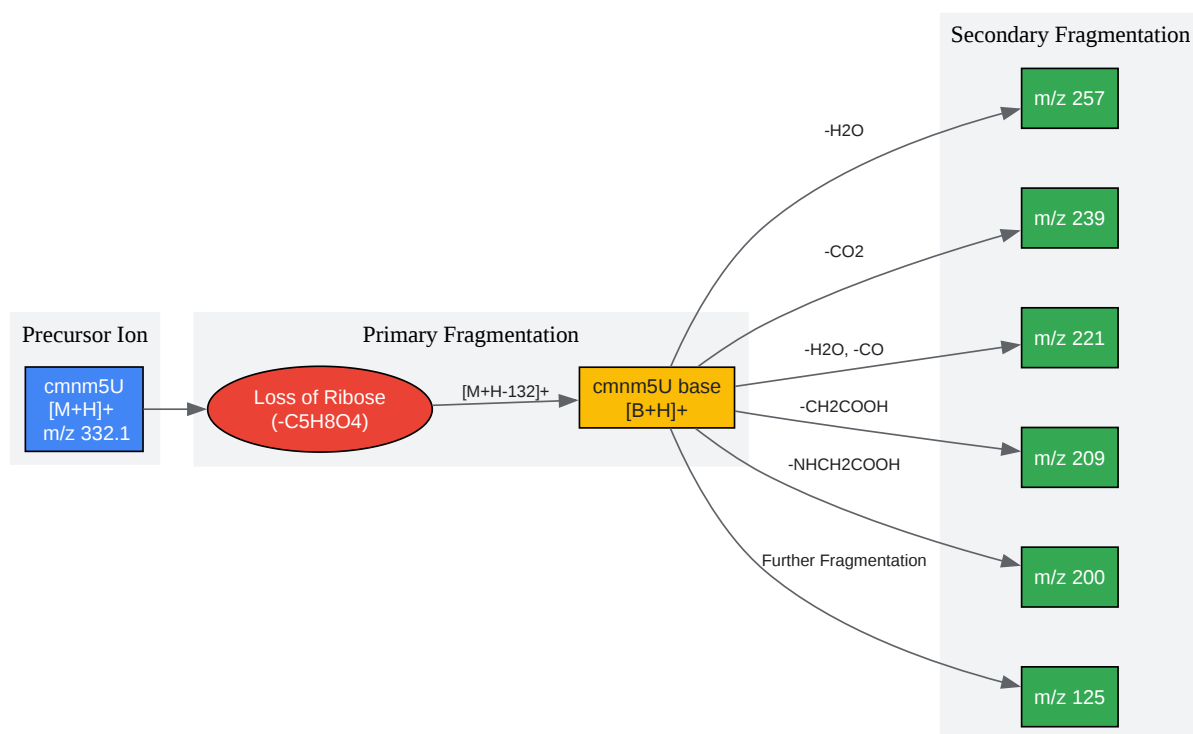 Secondary Fragmentation
m/z 257
-H2O
m/z 239
-CO2
m/z 221
-H2O, -CO
Precursor Ion
Primary Fragmentation
cmnm5U
[M+H]+
m/z 332.1
Loss of Ribose
(-C5H8O4)
[M+H-132]+
cmnm5U base
[B+H]+
-CH2COOH
m/z 209
-NHCH2COOH
m/z 200
Further Fragmentation
m/z 125